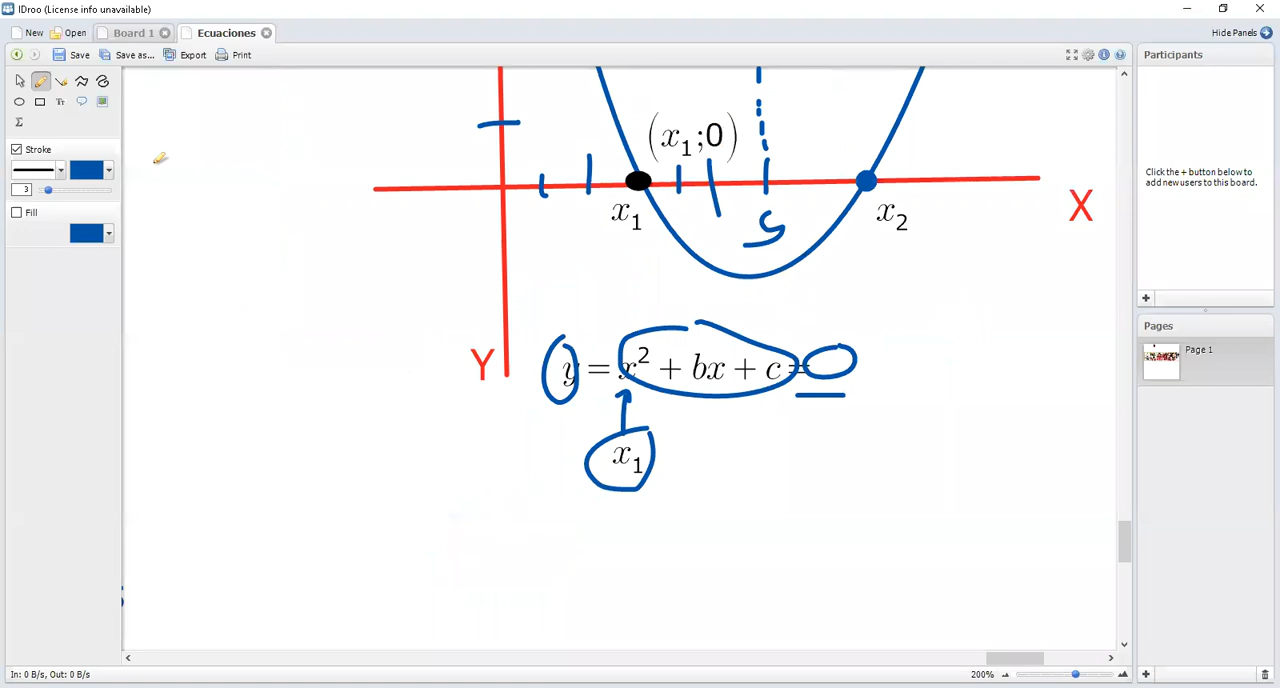 IDroo (License info unavailable)
New Open Board 1 Ecuaciones Hide Panels
Save Save as... Export Print
Participants
Click the + button below to
add new users to this board.
Tr
Σ
Stroke
3
Fill
(x₁;0)
x₁ x₂ X
5
Y
y = x² + bx + c =
x₁
Pages
Page 1
In: 0 B/s, Out: 0 B/s 200%